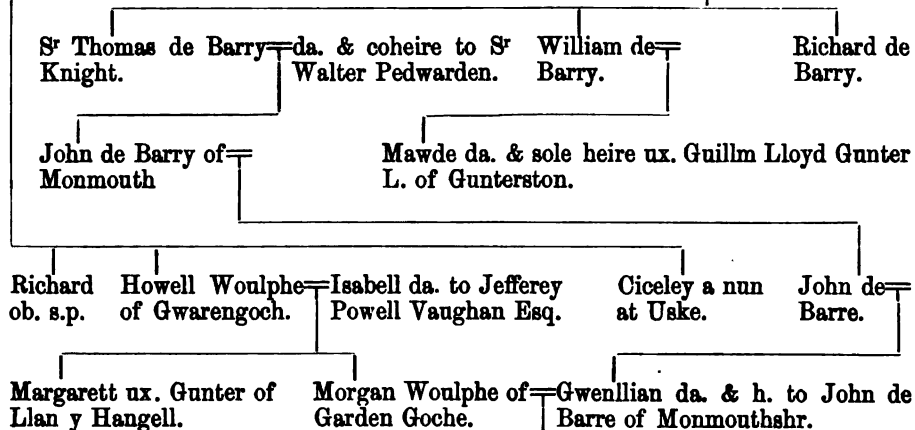 Sr Thomas de Barry=da. & coheire to Sr William de= Richard de
Knight. Walter Pedwarden. Barry. Barry.
John de Barry of= Mawde da. & sole heire ux. Guillm Lloyd Gunter
Monmouth L. of Gunterston.
Richard Howell Woulphe=Isabell da. to Jefferey Ciceley a nun John de=
ob. s.p. of Gwarengoch. Powell Vaughan Esq. at Uske. Barre.
Margarett ux. Gunter of Morgan Woulphe of=Gwenllian da. & h. to John de
Llan y Hangell. Garden Goche. Barre of Monmouthshr.